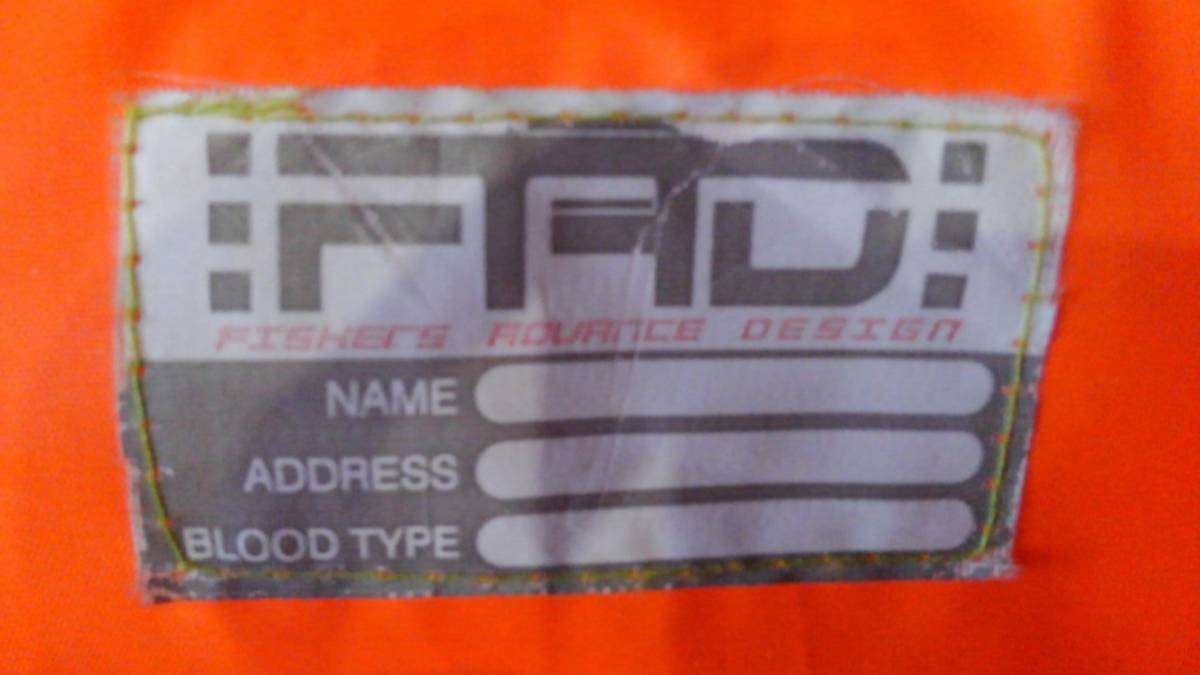 FAD
FISHERS ADVANCE DESIGN
NAME
ADDRESS
BLOOD TYPE